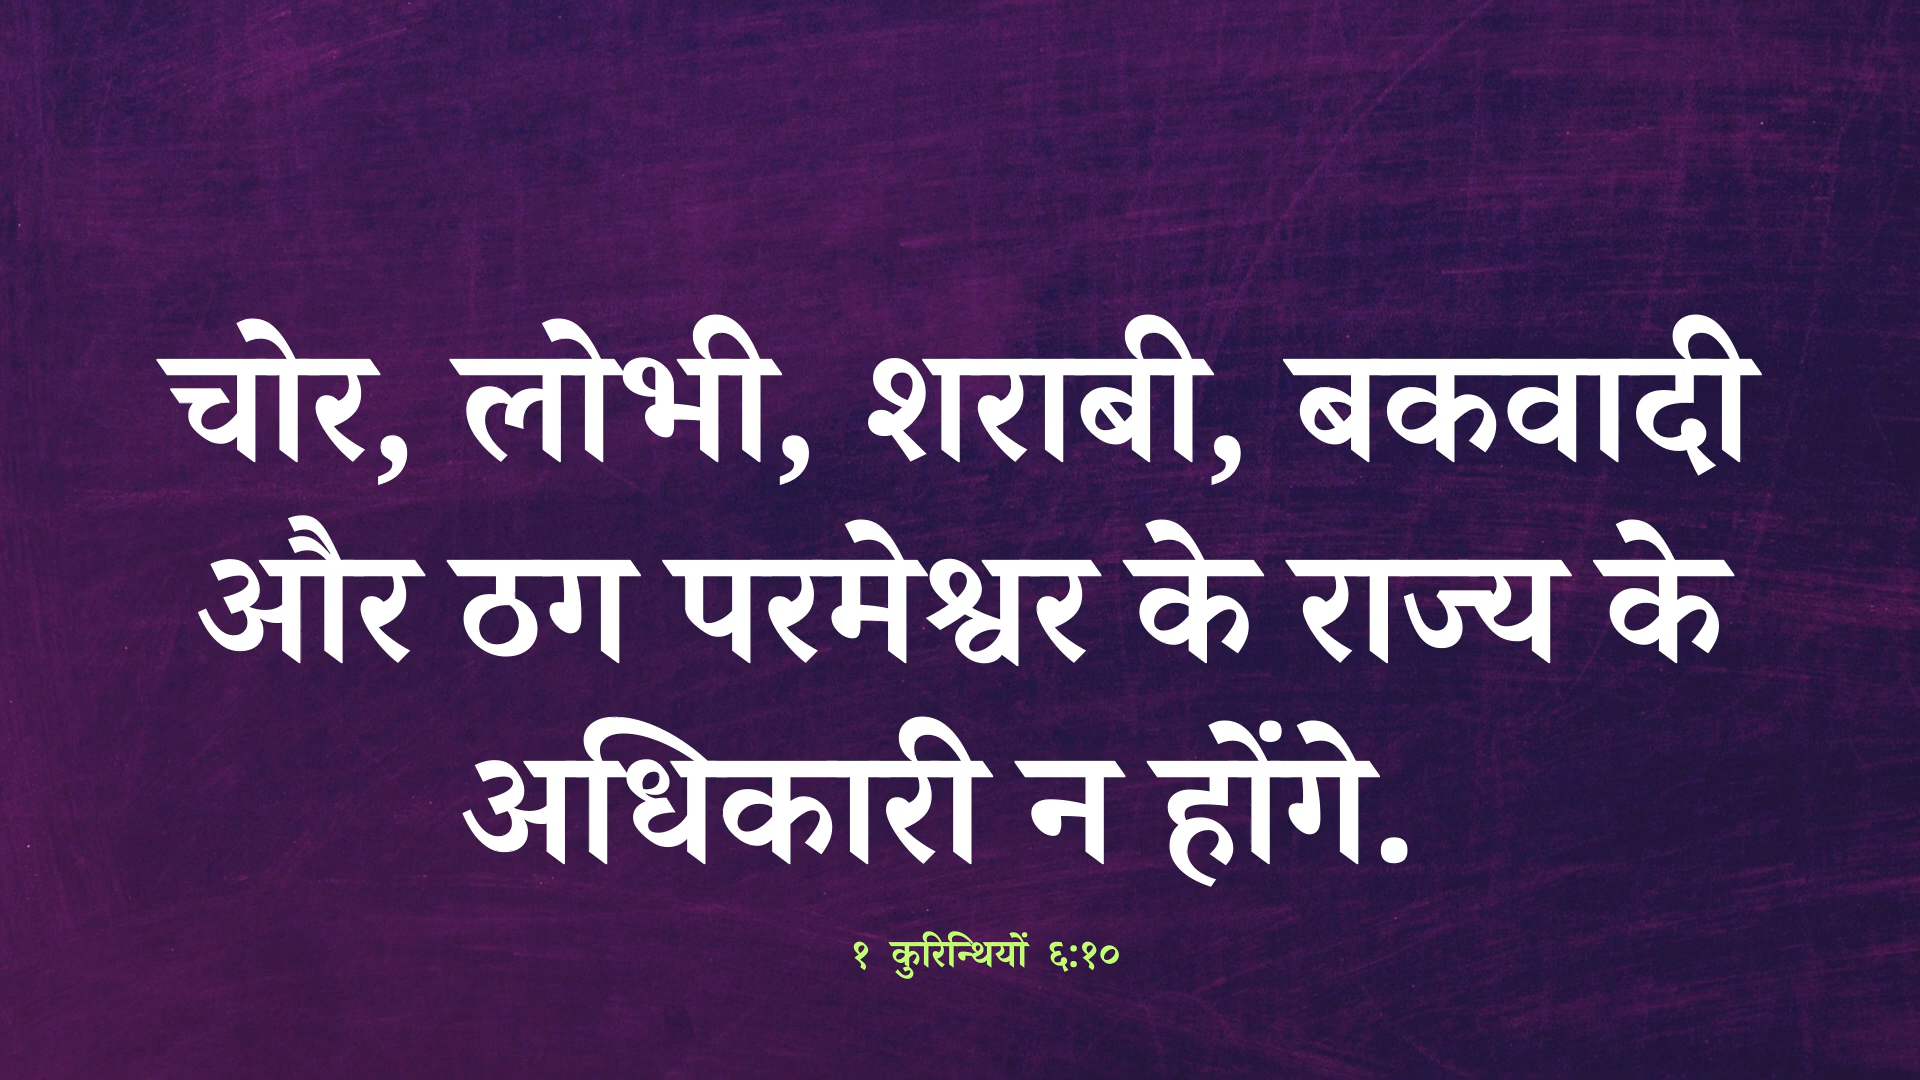 चोर, लोभी, शराबी, बकवादी
और ठग परमेश्वर के राज्य के
अधिकारी न होंगे.
१ कुरिन्थियों ६:१०